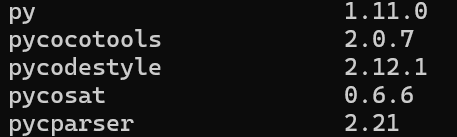 py 1.11.0
pycocotools 2.0.7
pycodestyle 2.12.1
pycosat 0.6.6
pycparser 2.21